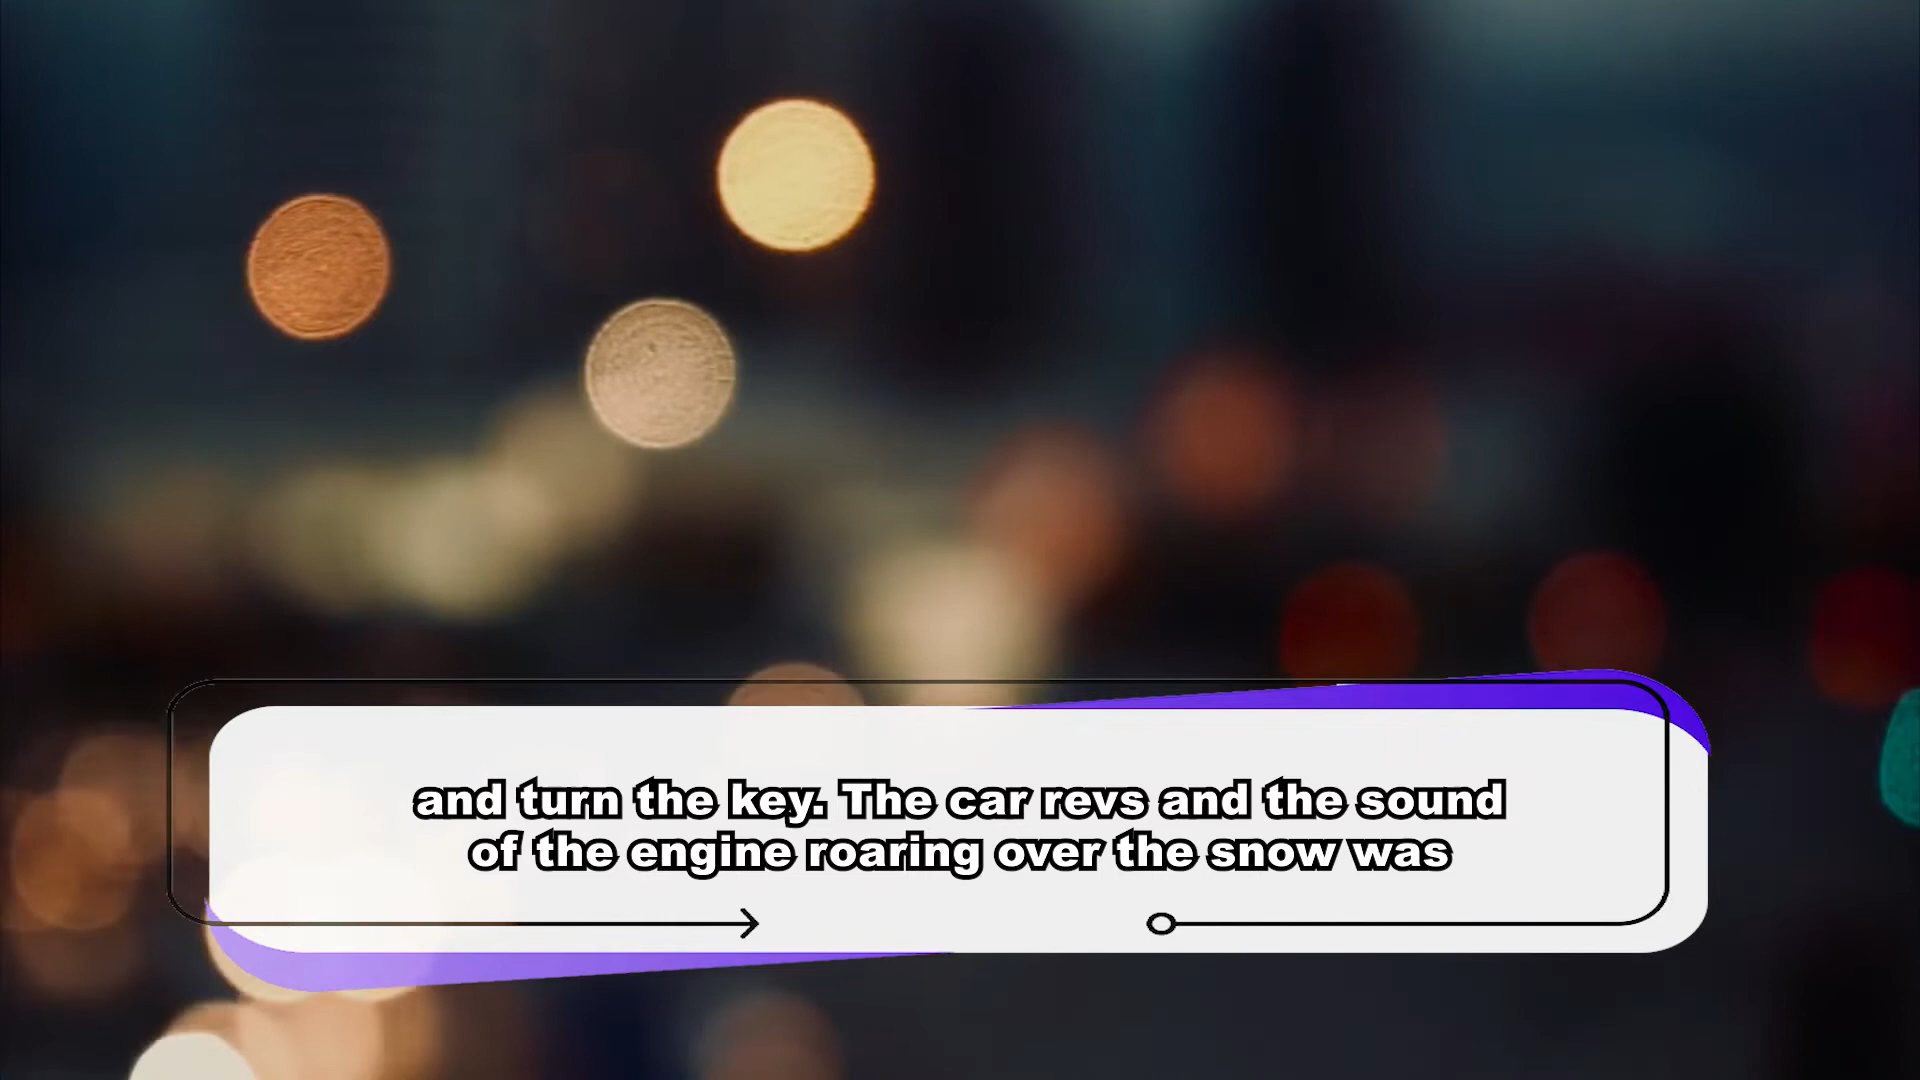 and turn the key. The car revs and the sound
of the engine roaring over the snow was